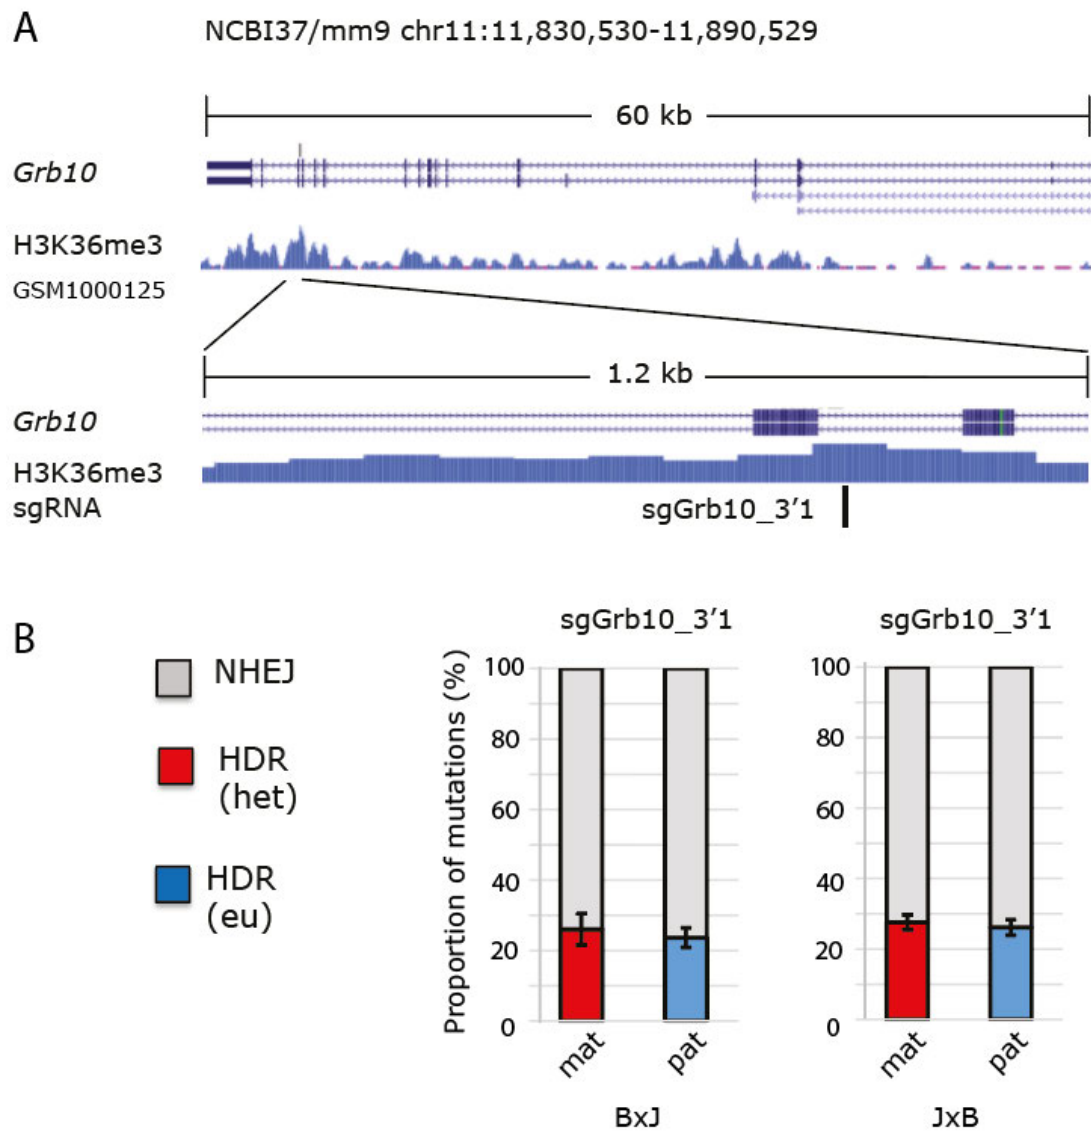 A
NCBI37/mm9 chr11:11,830,530-11,890,529
60 kb
Grb10
H3K36me3
GSM1000125
1.2 kb
Grb10
H3K36me3
sgRNA
sgGrb10_3'1
B
NHEJ
HDR
(het)
HDR
(eu)
sgGrb10_3'1
Proportion of mutations (%)
100
80
60
40
20
0
mat
pat
BxJ
sgGrb10_3'1
100
80
60
40
20
0
mat
pat
JxB